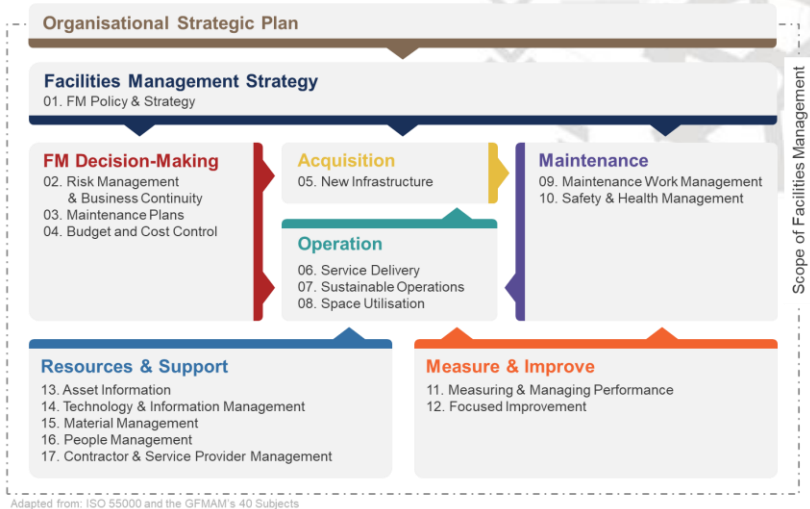 Organisational Strategic Plan
Facilities Management Strategy
01. FM Policy & Strategy
FM Decision-Making
02. Risk Management
& Business Continuity
03. Maintenance Plans
04. Budget and Cost Control
Acquisition
05. New Infrastructure
Operation
06. Service Delivery
07. Sustainable Operations
08. Space Utilisation
Maintenance
09. Maintenance Work Management
10. Safety & Health Management
Resources & Support
13. Asset Information
14. Technology & Information Management
15. Material Management
16. People Management
17. Contractor & Service Provider Management
Measure & Improve
11. Measuring & Managing Performance
12. Focused Improvement
Scope of Facilities Management
Adapted from: ISO 55000 and the GFMAM's 40 Subjects